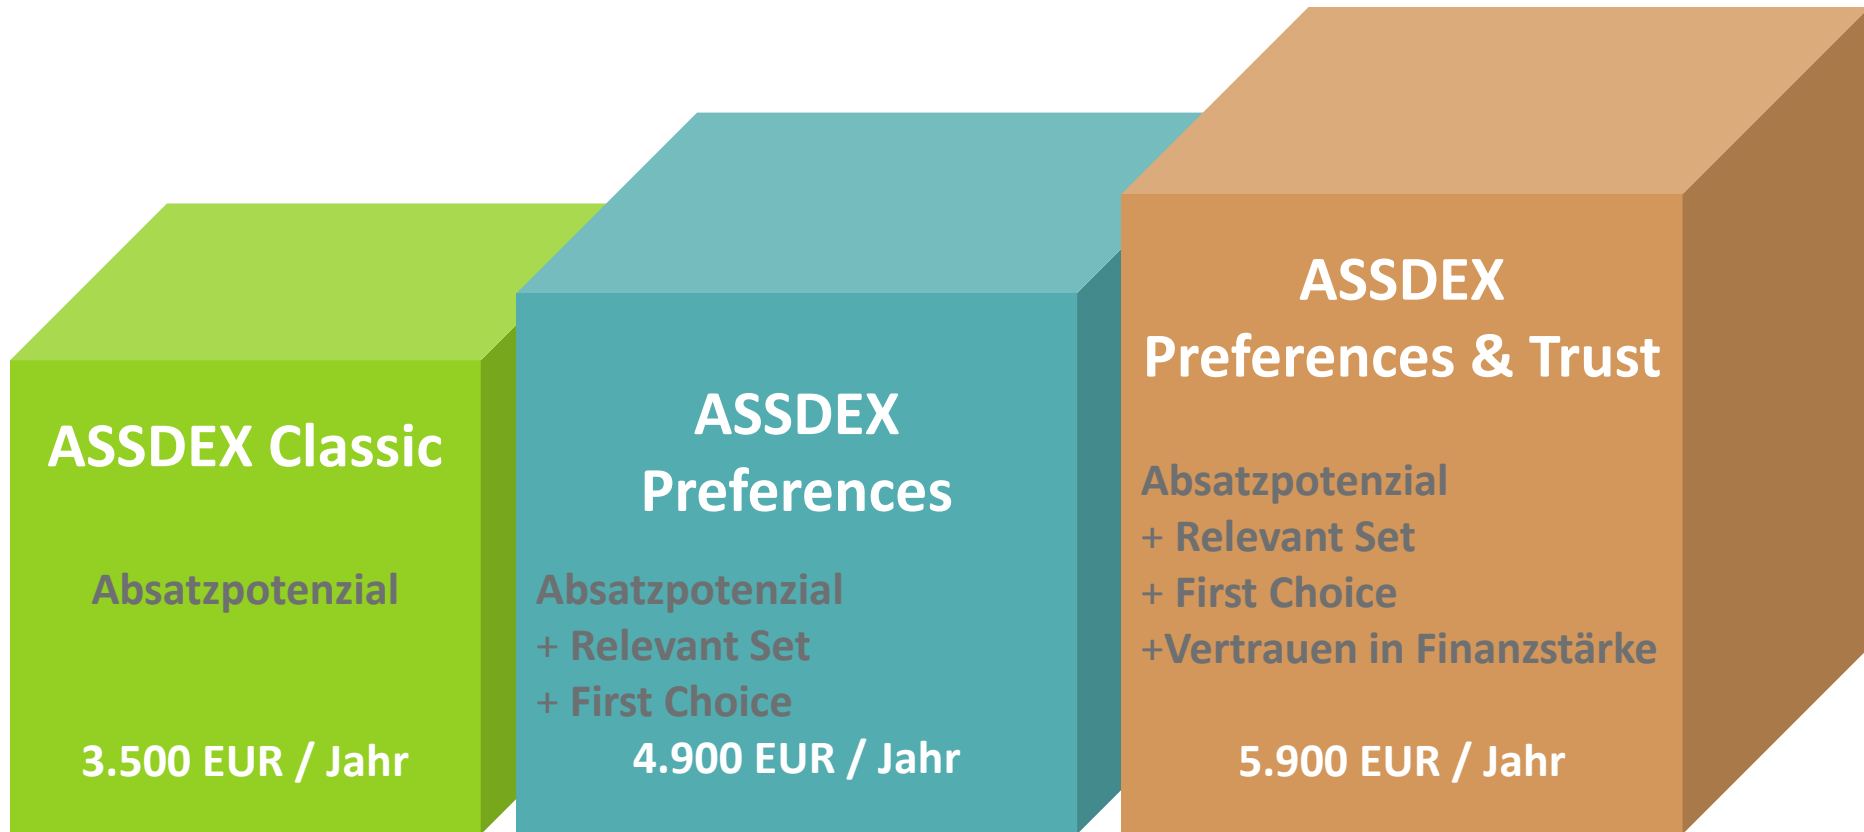 ASSDEX Classic
Absatzpotenzial
3.500 EUR / Jahr
ASSDEX
Preferences
Absatzpotenzial
+ Relevant Set
+ First Choice
4.900 EUR / Jahr
ASSDEX
Preferences & Trust
Absatzpotenzial
+ Relevant Set
+ First Choice
+Vertrauen in Finanzstärke
5.900 EUR / Jahr